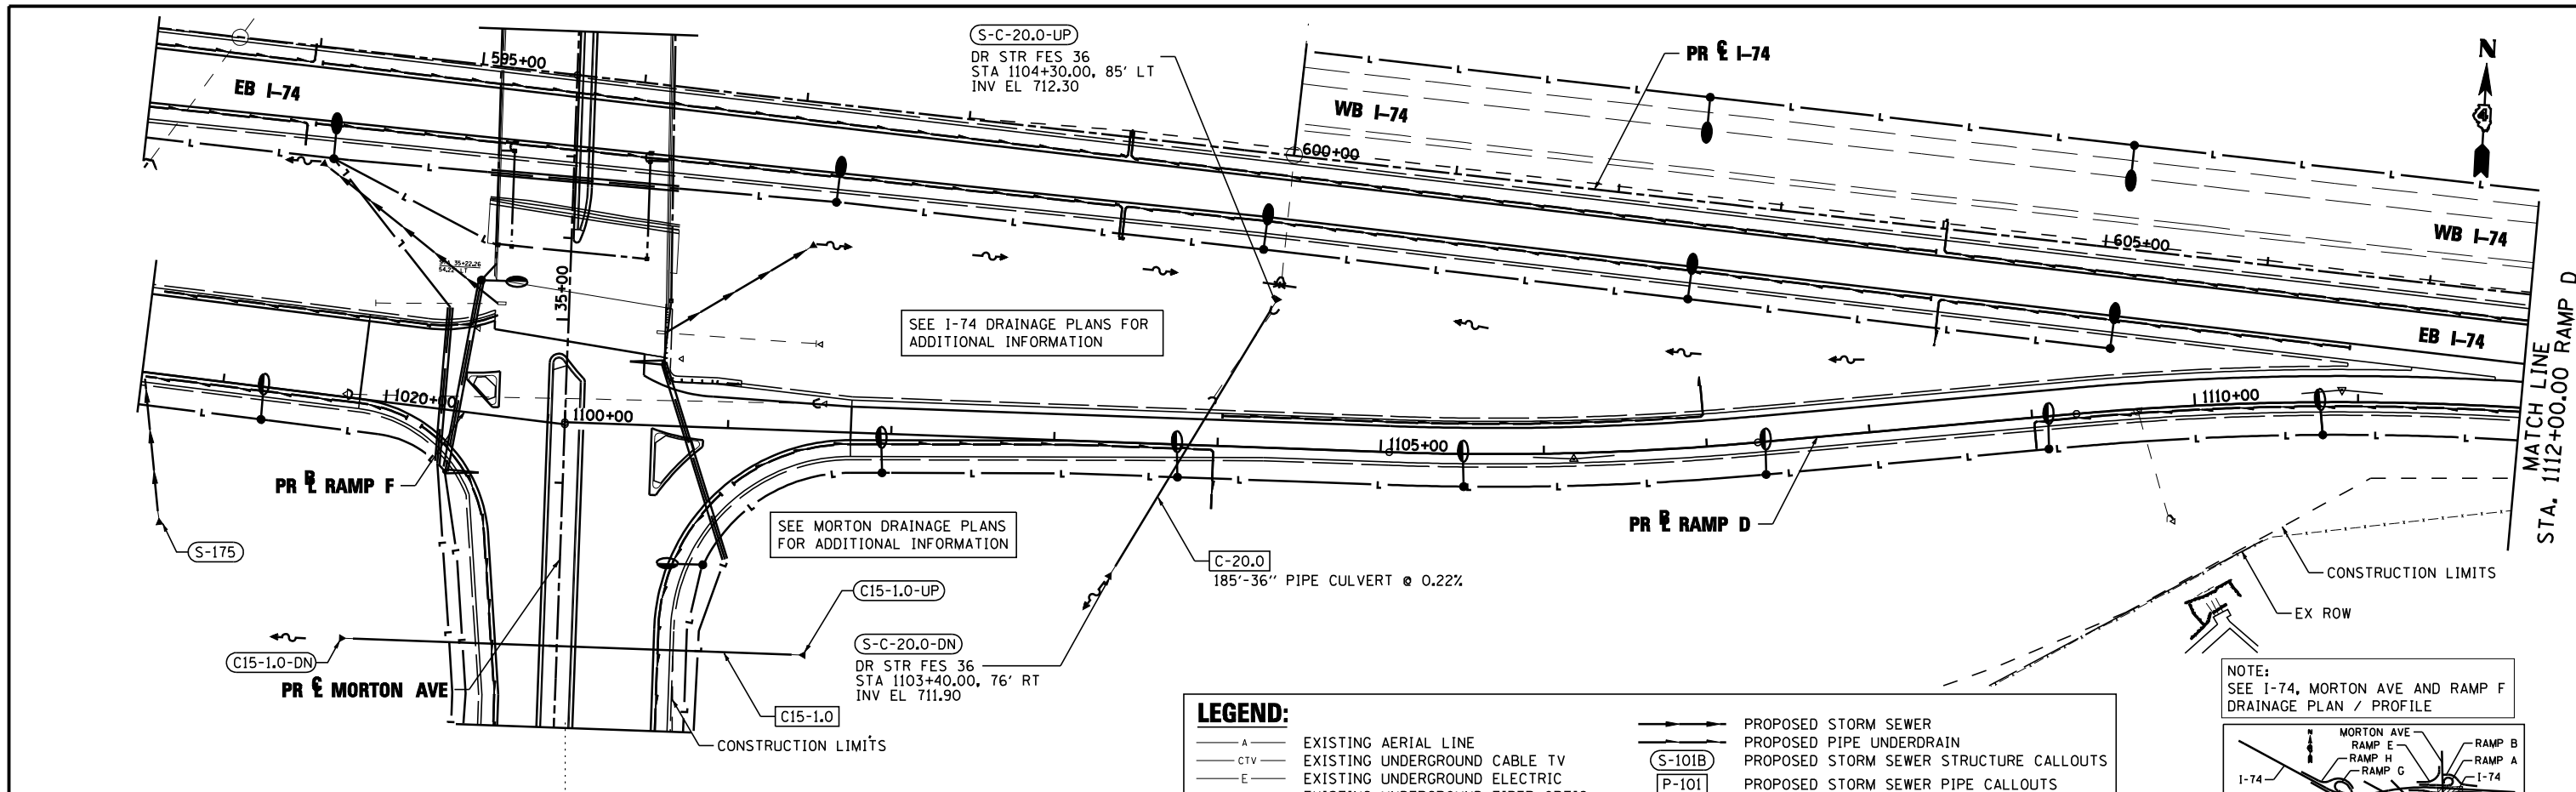 S-C-20.0-UP
DR STR FES 36
STA 1104+30.00, 85' LT
INV EL 712.30
PR ℄ I-74
N
4
595+00
EB I-74
WB I-74
600+00
605+00
WB I-74
EB I-74
MATCH LINE
STA. 1112+00.00 RAMP D
35+00
SEE I-74 DRAINAGE PLANS FOR
ADDITIONAL INFORMATION
1020+00
1100+00
1105+00
1110+00
PR BL RAMP F
PR BL RAMP D
S-175
SEE MORTON DRAINAGE PLANS
FOR ADDITIONAL INFORMATION
C-20.0
185'-36" PIPE CULVERT @ 0.22%
C15-1.0-UP
C15-1.0-DN
S-C-20.0-DN
DR STR FES 36
STA 1103+40.00, 76' RT
INV EL 711.90
PR ℄ MORTON AVE
C15-1.0
CONSTRUCTION LIMITS
CONSTRUCTION LIMITS
EX ROW
NOTE:
SEE I-74, MORTON AVE AND RAMP F
DRAINAGE PLAN / PROFILE
LEGEND:
A EXISTING AERIAL LINE
CTV EXISTING UNDERGROUND CABLE TV
E EXISTING UNDERGROUND ELECTRIC
PROPOSED STORM SEWER
PROPOSED PIPE UNDERDRAIN
S-101B PROPOSED STORM SEWER STRUCTURE CALLOUTS
P-101 PROPOSED STORM SEWER PIPE CALLOUTS
N
MORTON AVE
RAMP E
RAMP H
RAMP G
I-74
RAMP B
RAMP A
I-74